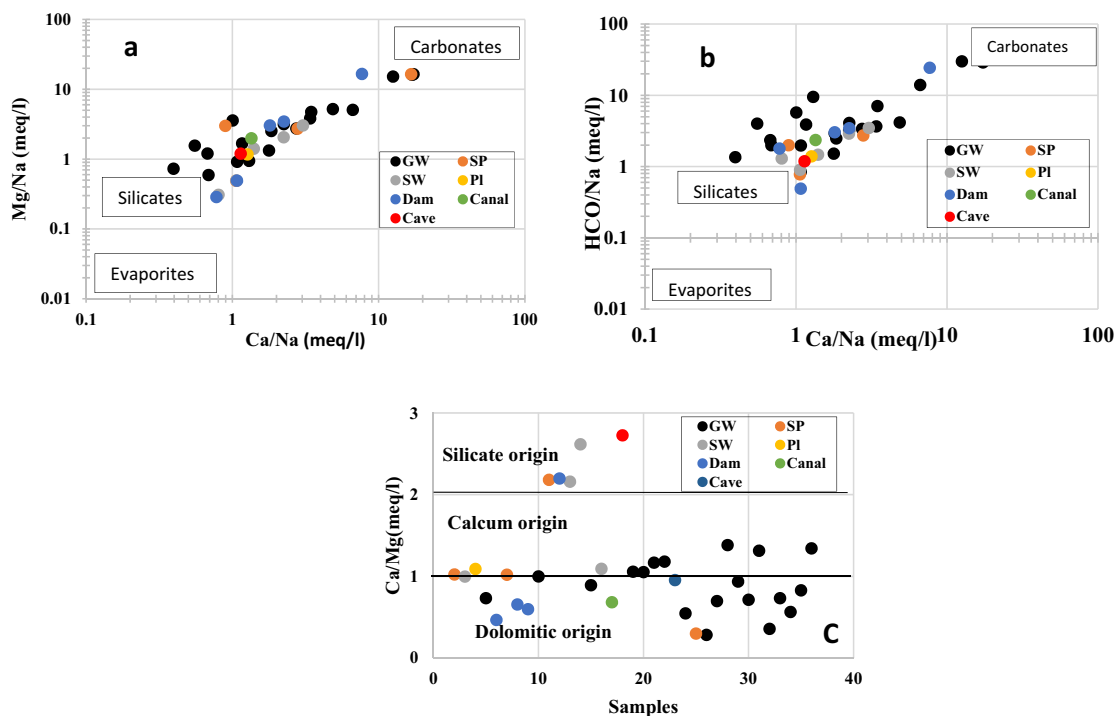 a
Carbonates
Silicates
Evaporites
GW SP
SW Pl
Dam Canal
Cave
Mg/Na (meq/l)
100
10
1
0.1
0.01
0.1 1 10 100
Ca/Na (meq/l)
b
Carbonates
Silicates
Evaporites
GW SP
SW Pl
Dam Canal
Cave
HCO/Na (meq/l)
100
10
1
0.1
0.01
0.1 1 10 100
Ca/Na (meq/l)
GW SP
SW Pl
Dam Canal
Cave
Silicate origin
Calcum origin
Dolomitic origin
C
Ca/Mg(meq/l)
3
2
1
0
0 10 20 30 40
Samples